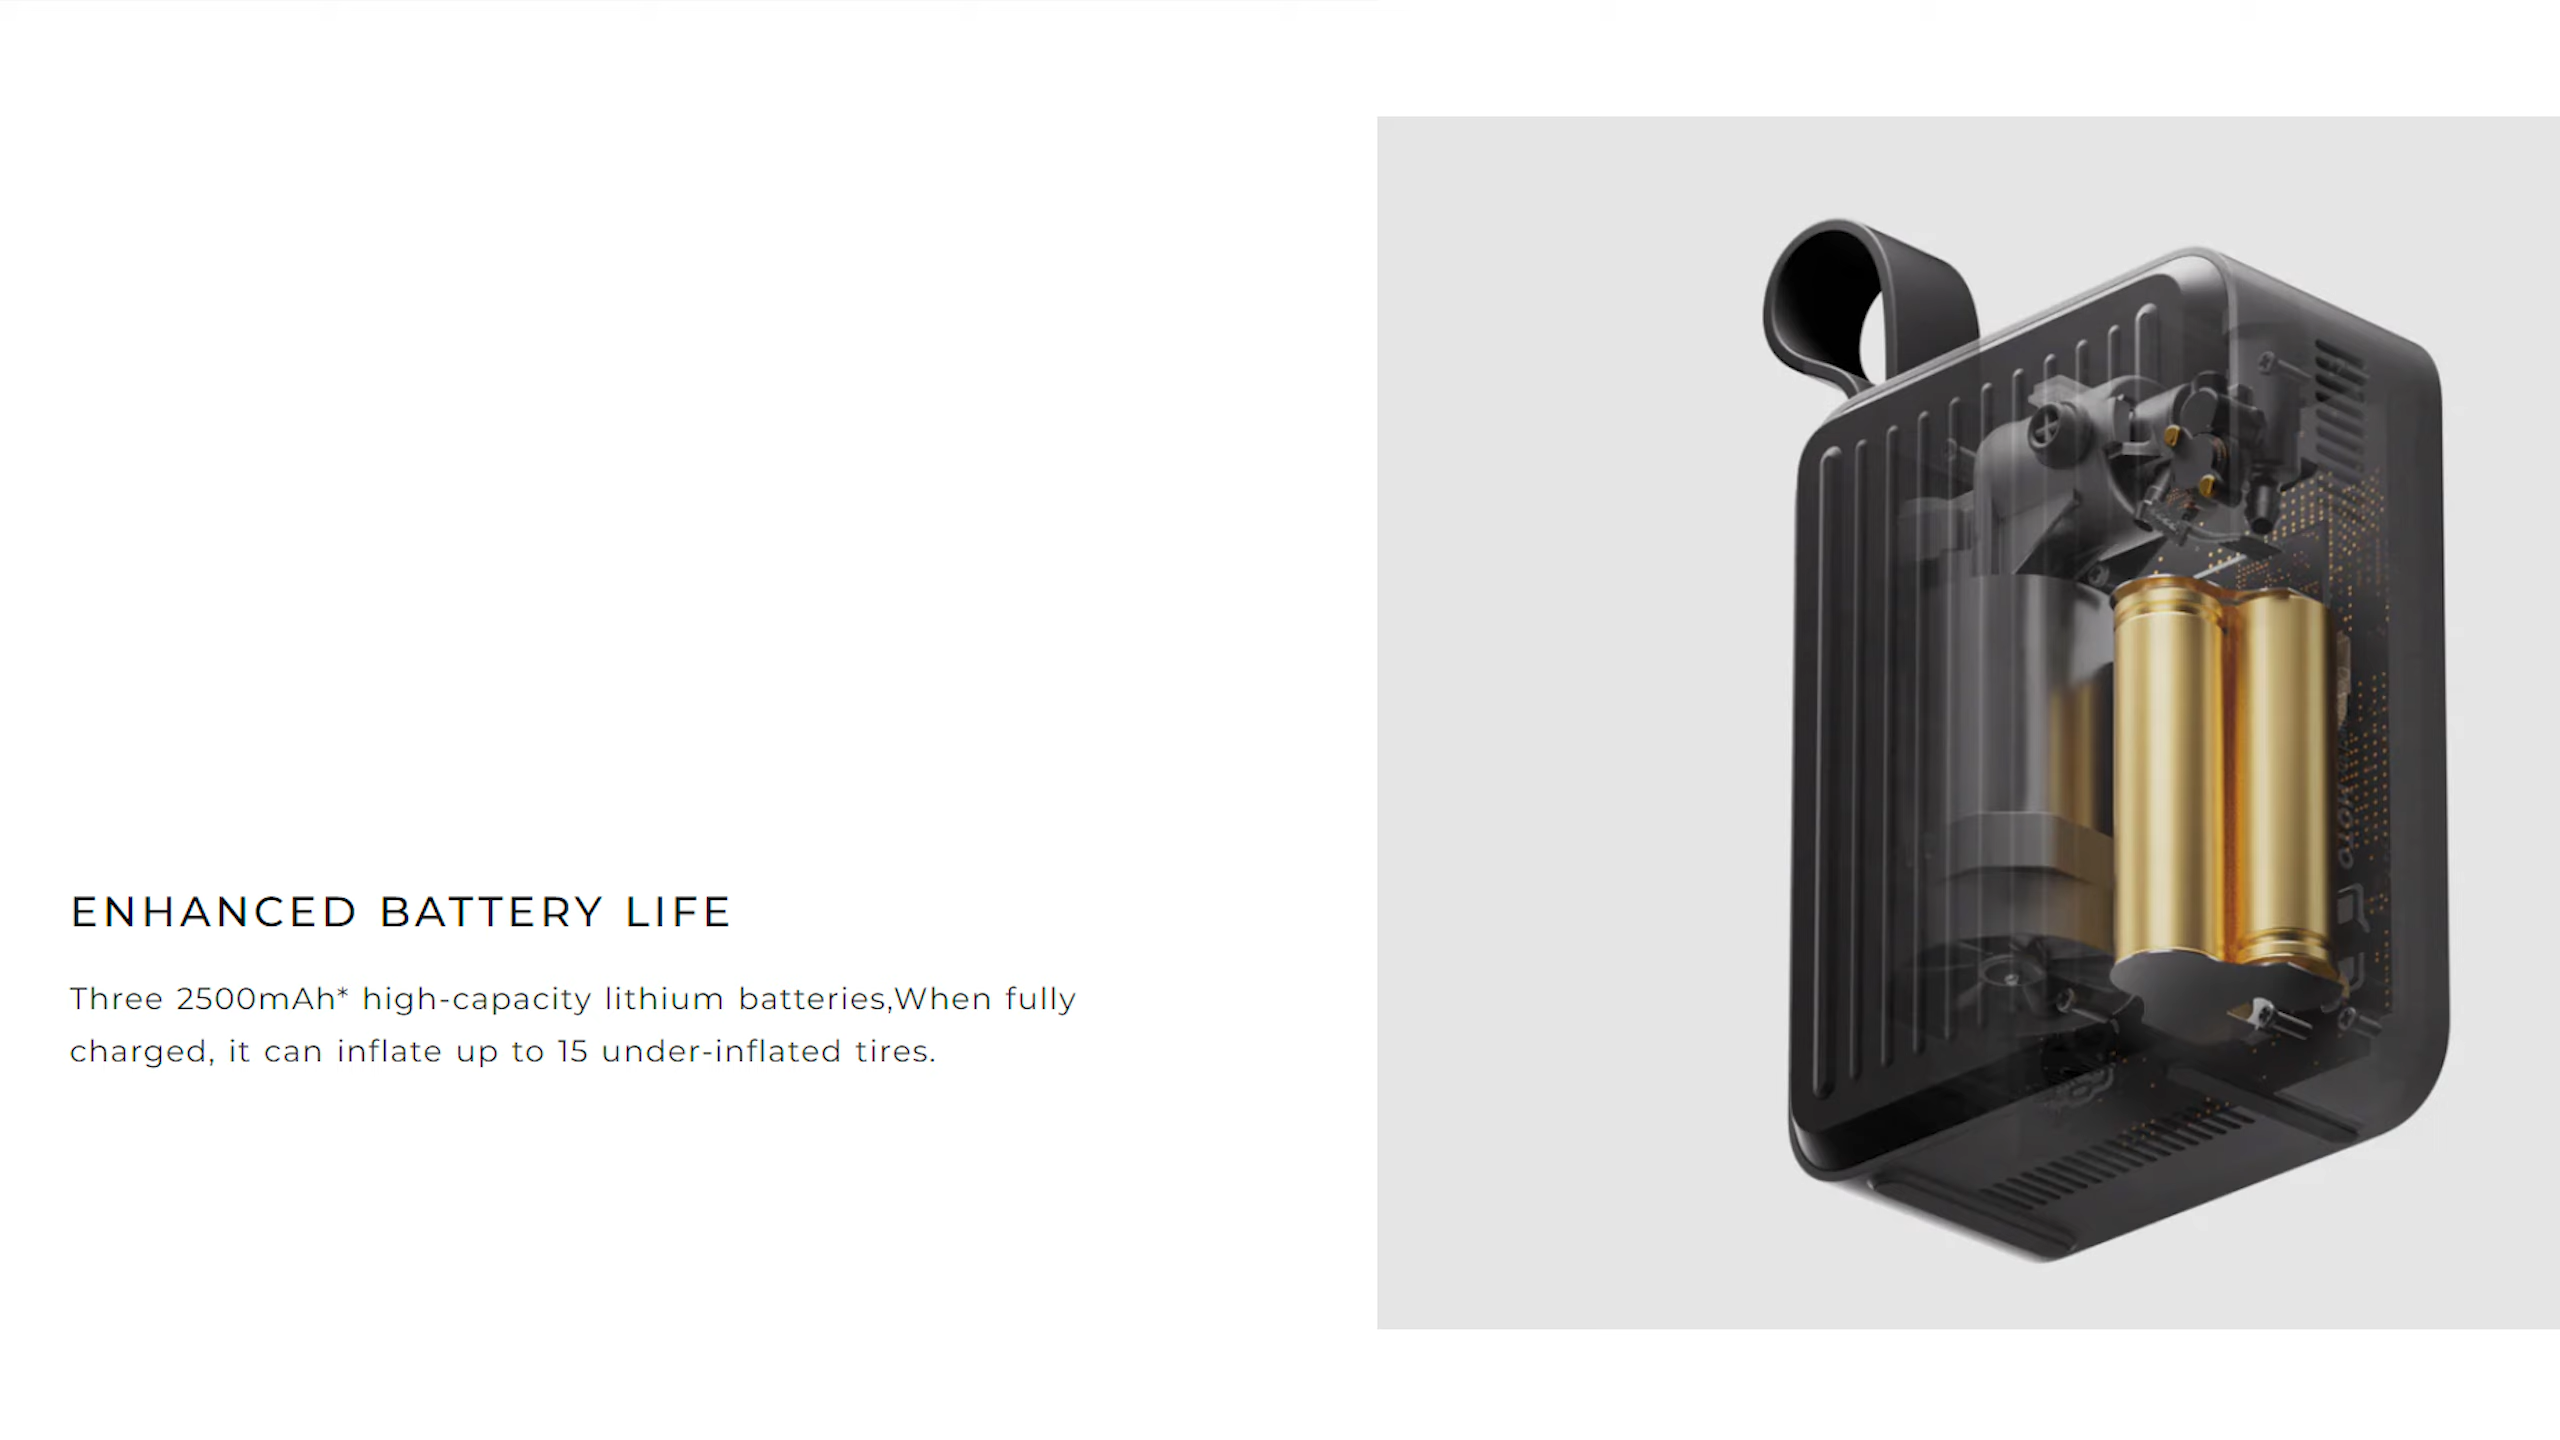 ENHANCED BATTERY LIFE
Three 2500mAh* high-capacity lithium batteries,When fully
charged, it can inflate up to 15 under-inflated tires.